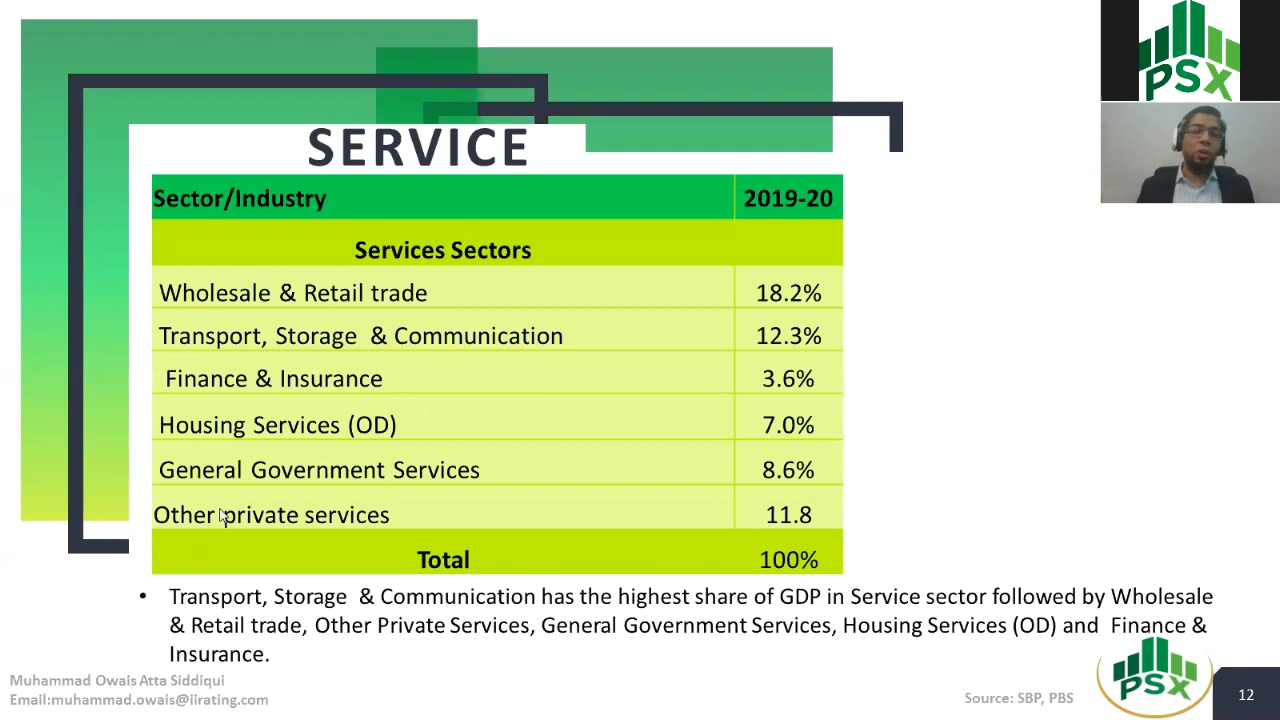 PSX
SERVICE
Sector/Industry 2019-20
Services Sectors
Wholesale & Retail trade 18.2%
Transport, Storage & Communication 12.3%
Finance & Insurance 3.6%
Housing Services (OD) 7.0%
General Government Services 8.6%
Other private services 11.8
Total 100%
• Transport, Storage & Communication has the highest share of GDP in Service sector followed by Wholesale
& Retail trade, Other Private Services, General Government Services, Housing Services (OD) and Finance &
Insurance.
Muhammad Owais Atta Siddiqui
Email:muhammad.owais@iirating.com
Source: SBP, PBS
PSX
12